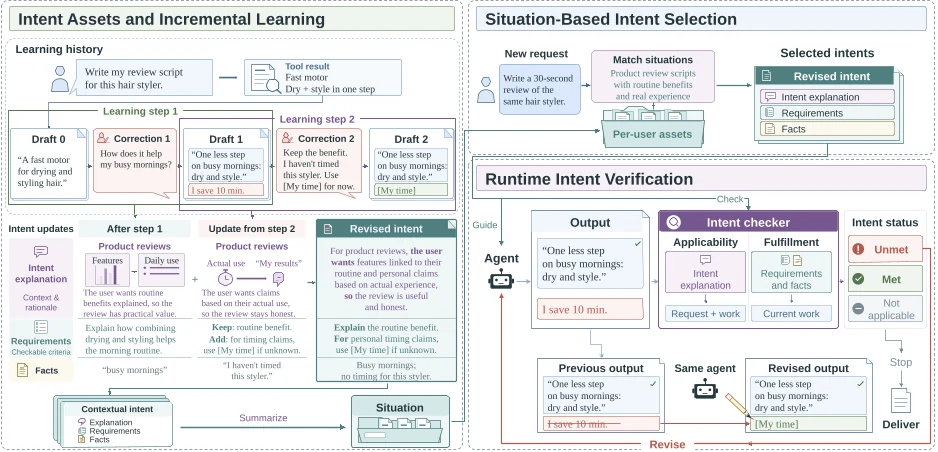 Intent Assets and Incremental Learning
Learning history
Write my review script
for this hair styler.
Tool result
Fast motor
Dry + style in one step
Learning step 1
Learning step 2
Draft 0
“A fast motor
for drying and
styling hair.”
Correction 1
How does it help
my busy mornings?
Draft 1
“One less step
on busy mornings:
dry and style.”
I save 10 min.
Correction 2
Keep the benefit.
I haven't timed
this styler. Use
[My time] for now.
Draft 2
“One less step
on busy mornings:
dry and style.”
[My time]
Intent updates
After step 1
Update from step 2
Revised intent
Intent
explanation
Context &
rationale
Product reviews
Features
Daily use
The user wants routine
benefits explained, so the
review has practical value.
+
Product reviews
Actual use
“My results”
The user wants claims
based on their actual use,
so the review stays honest.
For product reviews, the user
wants features linked to their
routine and personal claims
based on actual experience,
so the review is useful
and honest.
Requirements
Checkable criteria
Explain how combining
drying and styling helps
the morning routine.
Keep: routine benefit.
Add: for timing claims,
use [My time] if unknown.
Explain the routine benefit.
For personal timing claims,
use [My time] if unknown.
Facts
“busy mornings”
“I haven't timed
this styler.”
Busy mornings;
no timing for this styler.
Contextual intent
Explanation
Requirements
Facts
Summarize
Situation
Situation-Based Intent Selection
New request
Write a 30-second
review of the
same hair styler.
Match situations
Product review scripts
with routine benefits
and real experience
Per-user assets
Selected intents
Revised intent
Intent explanation
Requirements
Facts
Runtime Intent Verification
Check
Guide
Agent
Output
“One less step
on busy mornings:
dry and style.”
I save 10 min.
Intent checker
Applicability
Intent
explanation
Request + work
Fulfillment
Requirements
and facts
Current work
Intent status
Unmet
Met
Not
applicable
Stop
Deliver
Previous output
“One less step
on busy mornings:
dry and style.”
I save 10 min.
Same agent
Revised output
“One less step
on busy mornings:
dry and style.”
[My time]
Revise